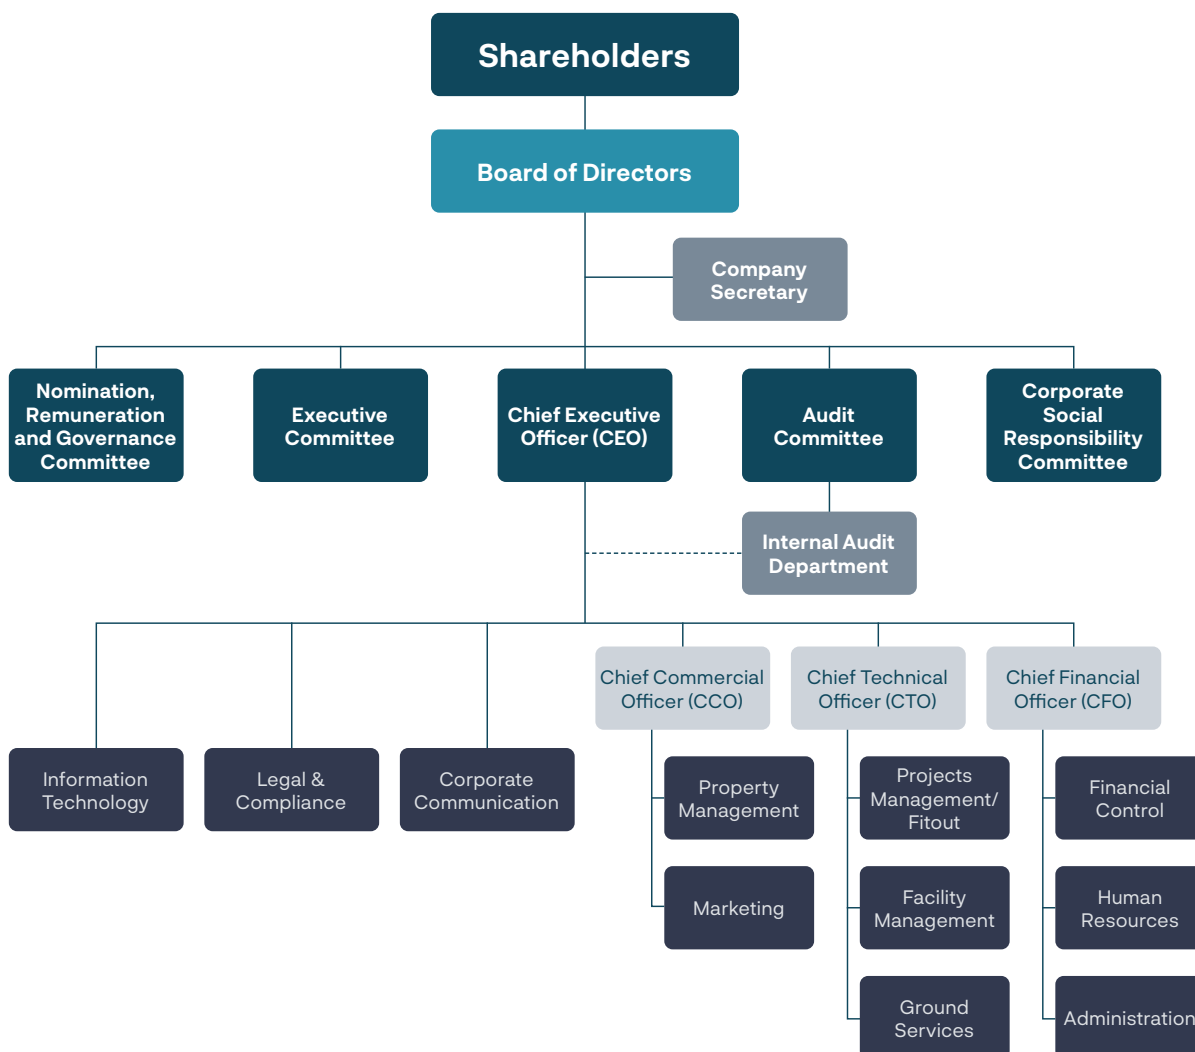 Shareholders
Board of Directors
Company
Secretary
Nomination,
Remuneration
and Governance
Committee
Executive
Committee
Chief Executive
Officer (CEO)
Audit
Committee
Corporate
Social
Responsibility
Committee
Internal Audit
Department
Chief Commercial
Officer (CCO)
Chief Technical
Officer (CTO)
Chief Financial
Officer (CFO)
Information
Technology
Legal &
Compliance
Corporate
Communication
Property
Management
Projects
Management/
Fitout
Financial
Control
Marketing
Facility
Management
Human
Resources
Ground
Services
Administration